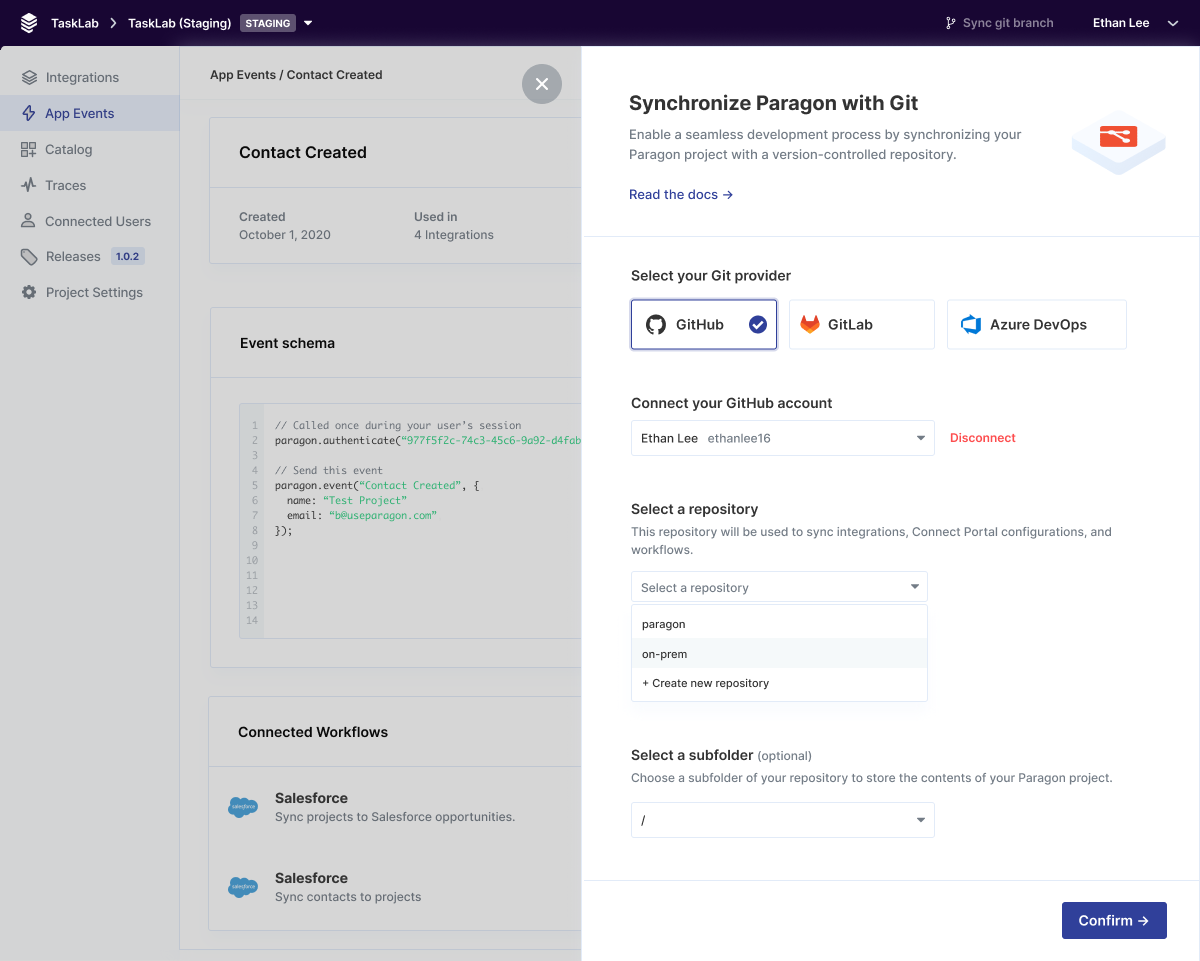 TaskLab > TaskLab (Staging) STAGING
Sync git branch
Ethan Lee
Integrations
App Events
Catalog
Traces
Connected Users
Releases 1.0.2
Project Settings
App Events / Contact Created
Contact Created
Created
October 1, 2020
Used in
4 Integrations
Event schema
1 // Called once during your user’s session
2 paragon.authenticate(“977f5f2c-74c3-45c6-9a92-d4fab
3
4 // Send this event
5 paragon.event(“Contact Created”, {
6 name: “Test Project”
7 email: “b@useparagon.com”
8 });
9
10
11
12
13
14
Connected Workflows
salesforce
Salesforce
Sync projects to Salesforce opportunities.
salesforce
Salesforce
Sync contacts to projects
Synchronize Paragon with Git
Enable a seamless development process by synchronizing your
Paragon project with a version-controlled repository.
Read the docs →
Select your Git provider
GitHub
GitLab
Azure DevOps
Connect your GitHub account
Ethan Lee ethanlee16
Disconnect
Select a repository
This repository will be used to sync integrations, Connect Portal configurations, and
workflows.
Select a repository
paragon
on-prem
+ Create new repository
Select a subfolder (optional)
Choose a subfolder of your repository to store the contents of your Paragon project.
/
Confirm →